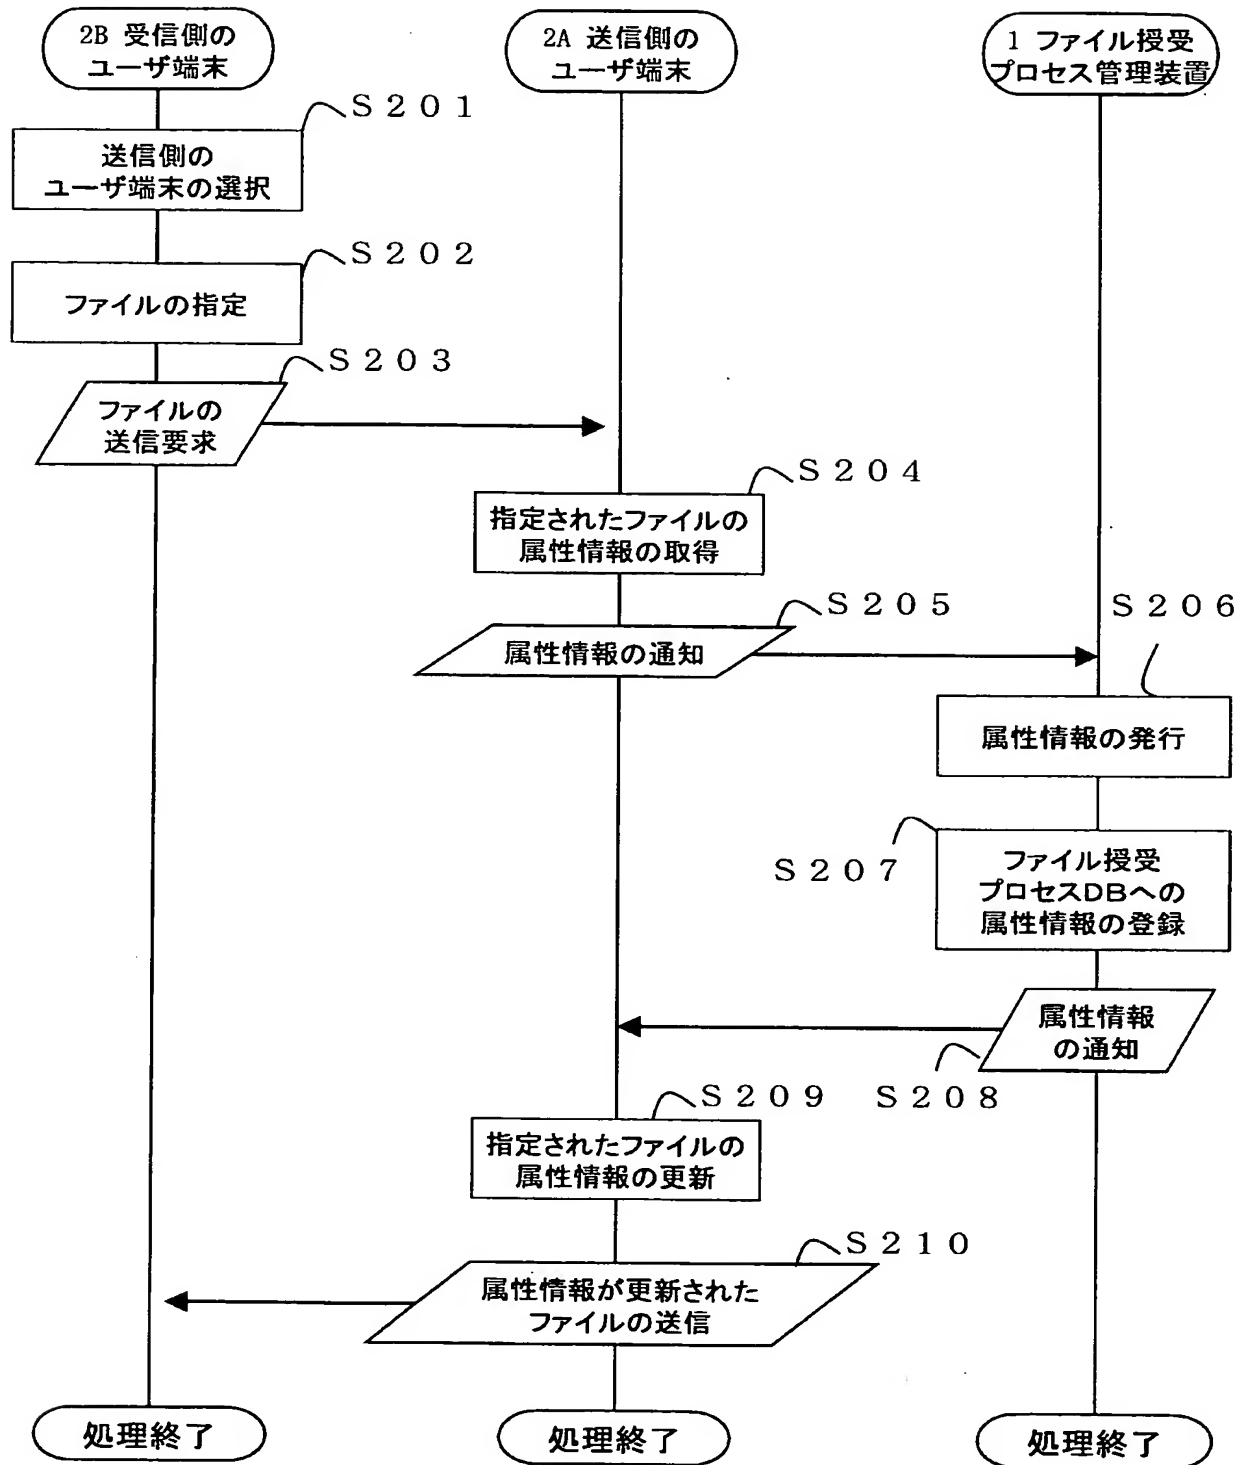 2B 受信側の
ユーザ端末
2A 送信側の
ユーザ端末
1 ファイル授受
プロセス管理装置
S201
送信側の
ユーザ端末の選択
S202
ファイルの指定
S203
ファイルの
送信要求
S204
指定されたファイルの
属性情報の取得
S205
属性情報の通知
S206
属性情報の発行
S207
ファイル授受
プロセスDBへの
属性情報の登録
属性情報
の通知
S208
S209
指定されたファイルの
属性情報の更新
S210
属性情報が更新された
ファイルの送信
処理終了
処理終了
処理終了